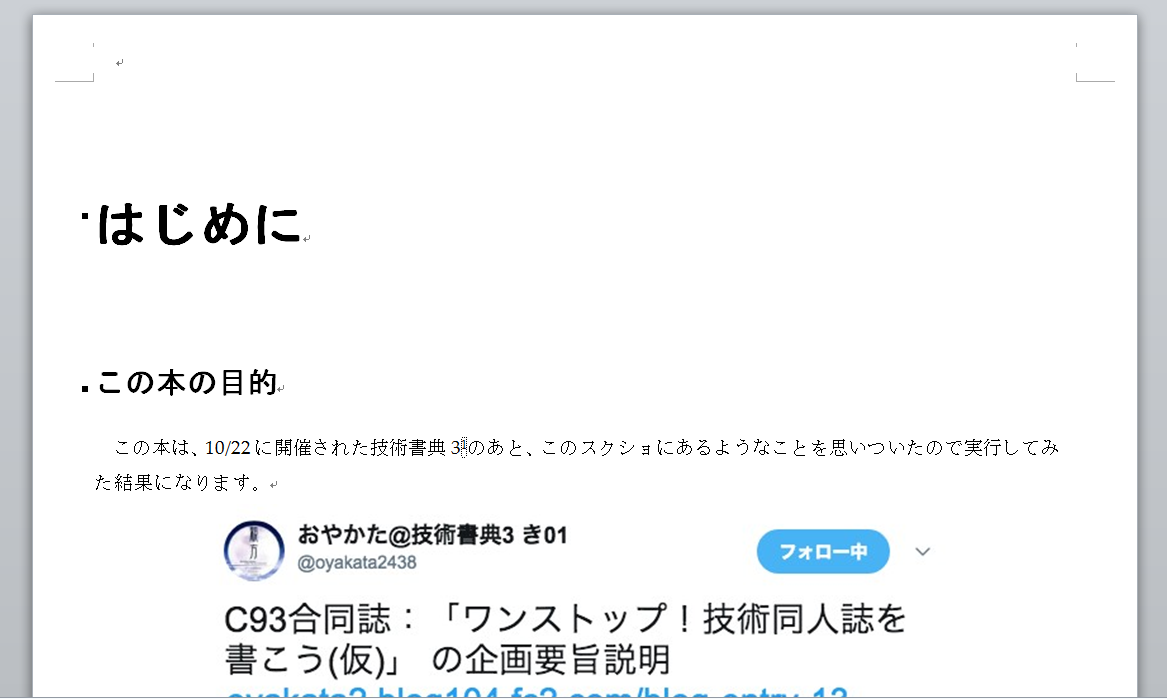 はじめに
この本の目的
この本は、10/22に開催された技術書典 3のあと、このスクショにあるようなことを思いついたので実行してみ
た結果になります。
おやかた@技術書典3 き01
フォロー中
@oyakata2438
C93合同誌：「ワンストップ！技術同人誌を
書こう(仮)」 の企画要旨説明